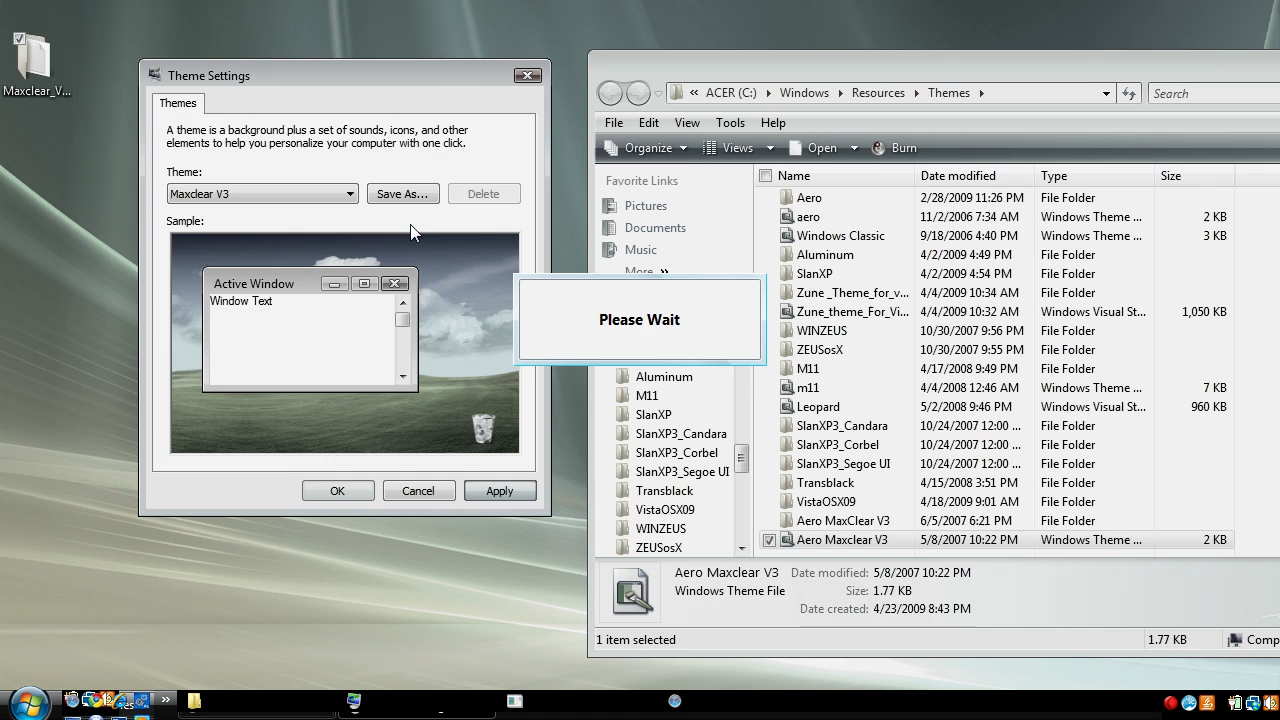 Maxclear_V...
Theme Settings
Themes
A theme is a background plus a set of sounds, icons, and other
elements to help you personalize your computer with one click.
Theme:
Maxclear V3
Save As...
Delete
Sample:
Active Window
Window Text
OK
Cancel
Apply
Please Wait
ACER (C:)
Windows
Resources
Themes
Search
File
Edit
View
Tools
Help
Organize
Views
Open
Burn
Favorite Links
Pictures
Documents
Music
More »
Aluminum
M11
SlanXP
SlanXP3_Candara
SlanXP3_Corbel
SlanXP3_Segoe UI
Transblack
VistaOSX09
WINZEUS
ZEUSosX
Name Date modified Type Size
Aero 2/28/2009 11:26 PM File Folder
aero 11/2/2006 7:34 AM Windows Theme ... 2 KB
Windows Classic 9/18/2006 4:40 PM Windows Theme ... 3 KB
Aluminum 4/2/2009 4:49 PM File Folder
SlanXP 4/2/2009 4:54 PM File Folder
Zune _Theme_for_v... 4/4/2009 10:34 AM File Folder
Zune_theme_For_Vi... 4/4/2009 10:32 AM Windows Visual St... 1,050 KB
WINZEUS 10/30/2007 9:56 PM File Folder
ZEUSosX 10/30/2007 9:55 PM File Folder
M11 4/17/2008 9:49 PM File Folder
m11 4/4/2008 12:46 AM Windows Theme ... 7 KB
Leopard 5/2/2008 9:46 PM Windows Visual St... 960 KB
SlanXP3_Candara 10/24/2007 12:00 ... File Folder
SlanXP3_Corbel 10/24/2007 12:00 ... File Folder
SlanXP3_Segoe UI 10/24/2007 12:00 ... File Folder
Transblack 4/15/2008 3:51 PM File Folder
VistaOSX09 4/18/2009 9:01 AM File Folder
Aero MaxClear V3 6/5/2007 6:21 PM File Folder
Aero Maxclear V3 5/8/2007 10:22 PM Windows Theme ... 2 KB
Aero Maxclear V3 Date modified: 5/8/2007 10:22 PM
Windows Theme File Size: 1.77 KB
Date created: 4/23/2009 8:43 PM
1 item selected 1.77 KB Comp